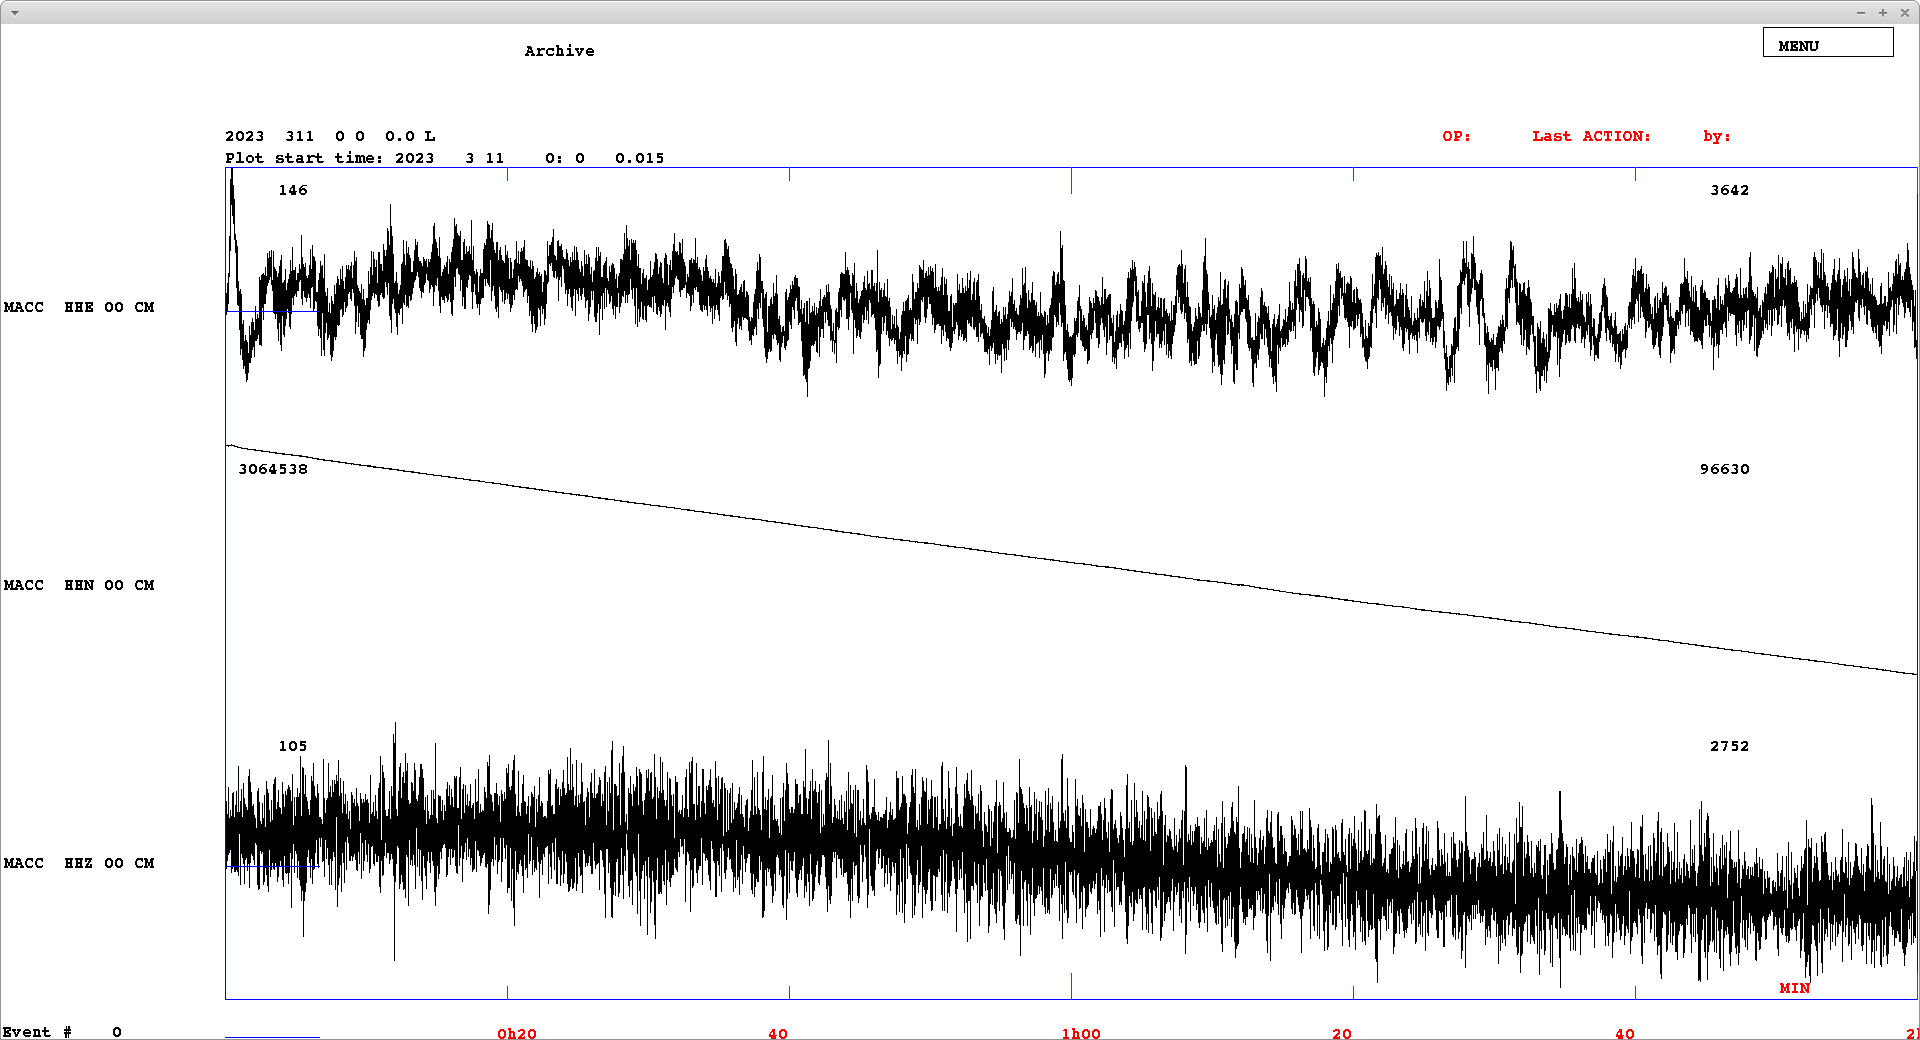 Archive
MENU
2023 311 0 0 0.0 L
OP: Last ACTION: by:
Plot start time: 2023 3 11 0: 0 0.015
146 3642
MACC HHE 00 CM
3064538 96630
MACC HHN 00 CM
105 2752
MACC HHZ 00 CM
MIN
Event # 0
0h20 40 1h00 20 40